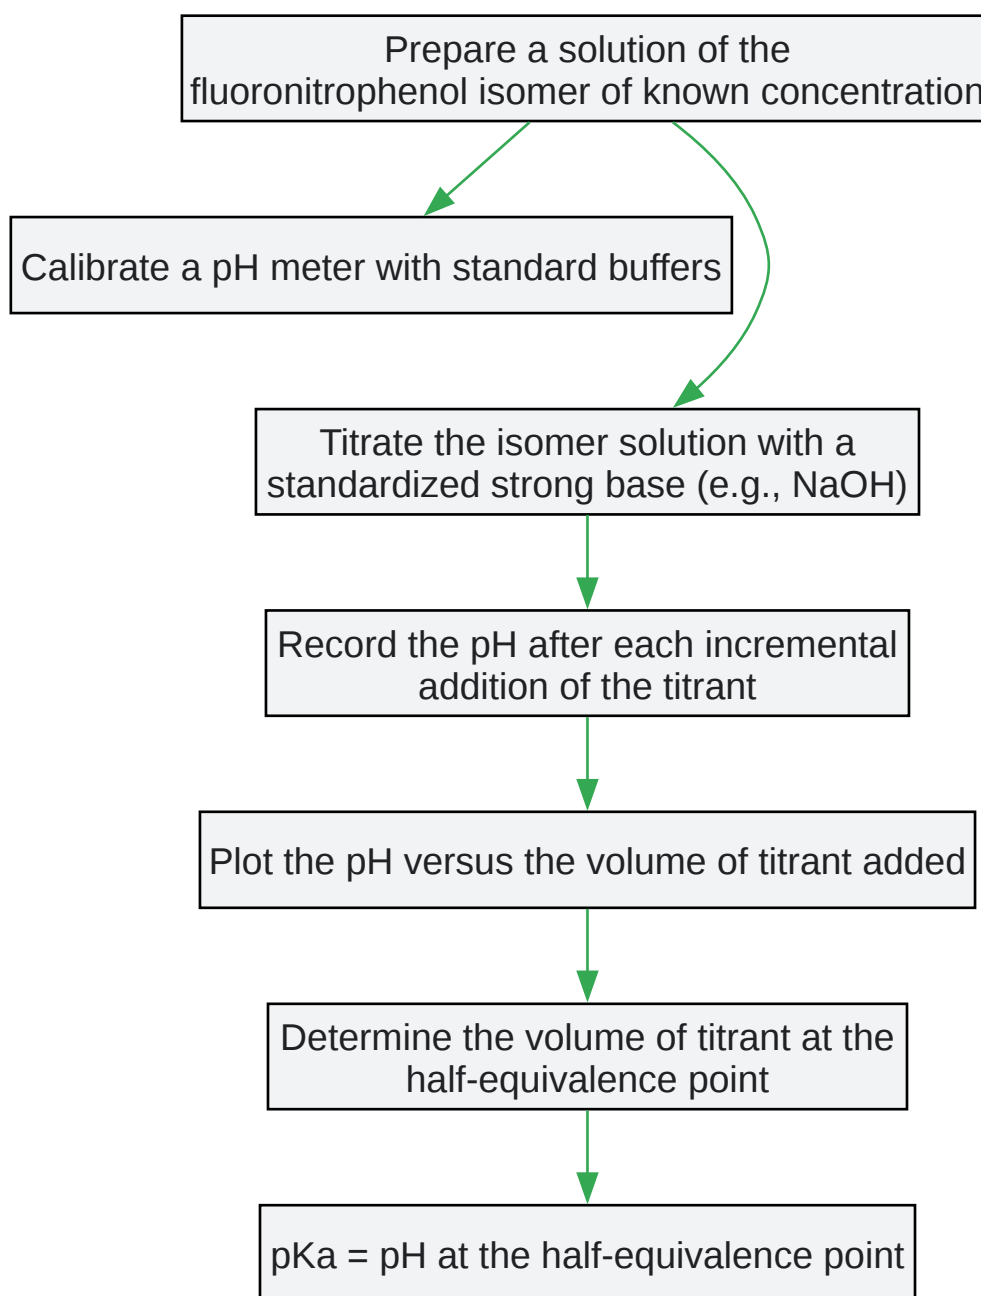 Prepare a solution of the
fluoronitrophenol isomer of known concentration
Calibrate a pH meter with standard buffers
Titrate the isomer solution with a
standardized strong base (e.g., NaOH)
Record the pH after each incremental
addition of the titrant
Plot the pH versus the volume of titrant added
Determine the volume of titrant at the
half-equivalence point
pKa = pH at the half-equivalence point